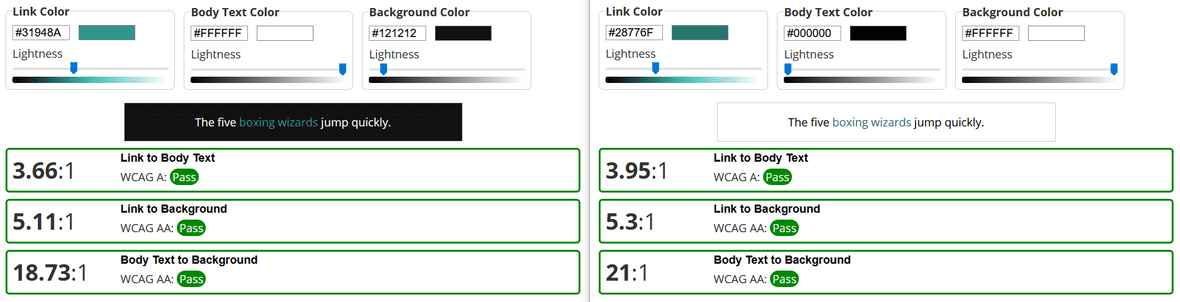 Link Color
Body Text Color
Background Color
#31948A
#FFFFFF
#121212
Lightness
Lightness
Lightness
The five boxing wizards jump quickly.
3.66:1
Link to Body Text
WCAG A: Pass
5.11:1
Link to Background
WCAG AA: Pass
18.73:1
Body Text to Background
WCAG AA: Pass
Link Color
Body Text Color
Background Color
#28776F
#000000
#FFFFFF
Lightness
Lightness
Lightness
The five boxing wizards jump quickly.
3.95:1
Link to Body Text
WCAG A: Pass
5.3:1
Link to Background
WCAG AA: Pass
21:1
Body Text to Background
WCAG AA: Pass